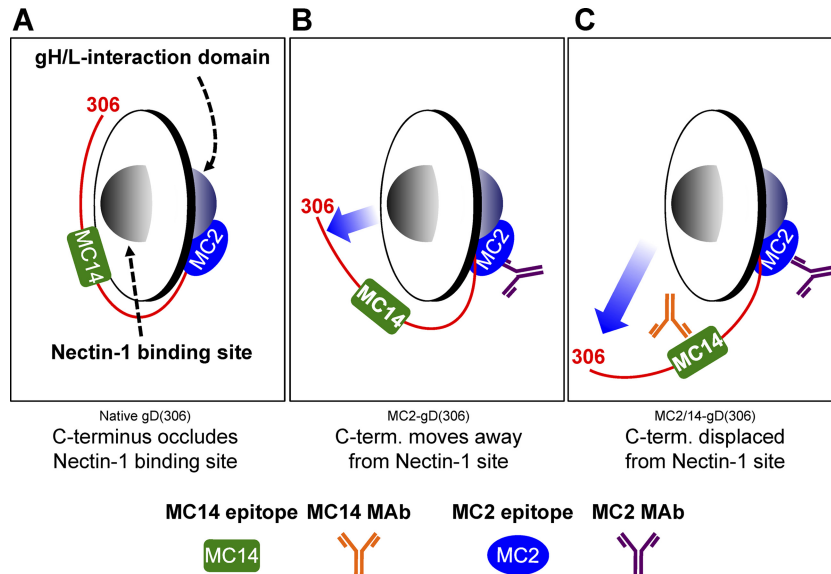 A
gH/L-interaction domain
306
MC14
MC2
Nectin-1 binding site
Native gD(306)
C-terminus occludes
Nectin-1 binding site
B
306
MC14
MC2
MC2-gD(306)
C-term. moves away
from Nectin-1 site
C
306
MC14
MC2
MC2/14-gD(306)
C-term. displaced
from Nectin-1 site
MC14 epitope MC14 MAb MC2 epitope MC2 MAb
MC14 MC2